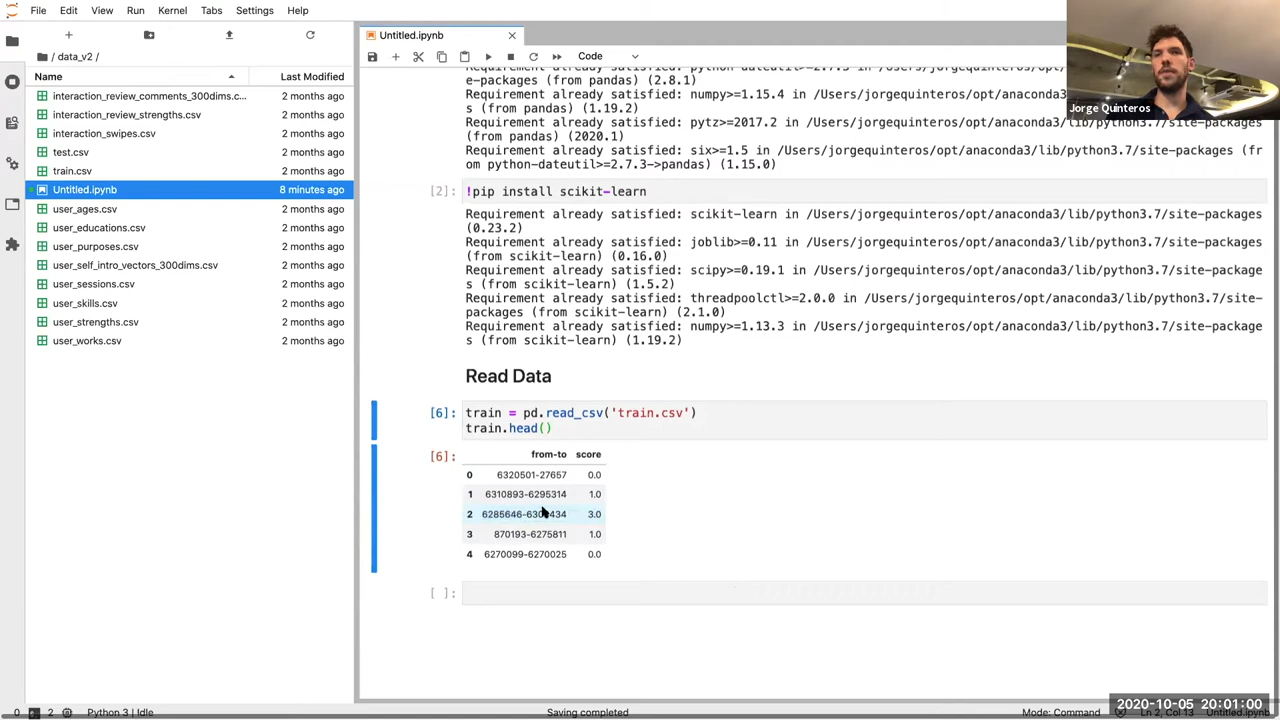 File Edit View Run Kernel Tabs Settings Help
/ data_v2 /
Name Last Modified
interaction_review_comments_300dims.c... 2 months ago
interaction_review_strengths.csv 2 months ago
interaction_swipes.csv 2 months ago
test.csv 2 months ago
train.csv 2 months ago
Untitled.ipynb 8 minutes ago
user_ages.csv 2 months ago
user_educations.csv 2 months ago
user_purposes.csv 2 months ago
user_self_intro_vectors_300dims.csv 2 months ago
user_sessions.csv 2 months ago
user_skills.csv 2 months ago
user_strengths.csv 2 months ago
user_works.csv 2 months ago
Untitled.ipynb
Code
e-packages (from pandas) (2.8.1)
Requirement already satisfied: numpy>=1.15.4 in /Users/jorgequinteros/opt/anaconda3/lib/python3.7/site-package
s (from pandas) (1.19.2)
Requirement already satisfied: pytz>=2017.2 in /Users/jorgequinteros/opt/anaconda3/lib/python3.7/site-packages
(from pandas) (2020.1)
Requirement already satisfied: six>=1.5 in /Users/jorgequinteros/opt/anaconda3/lib/python3.7/site-packages (fr
om python-dateutil>=2.7.3->pandas) (1.15.0)
[2]: !pip install scikit-learn
Requirement already satisfied: scikit-learn in /Users/jorgequinteros/opt/anaconda3/lib/python3.7/site-packages
(0.23.2)
Requirement already satisfied: joblib>=0.11 in /Users/jorgequinteros/opt/anaconda3/lib/python3.7/site-packages
(from scikit-learn) (0.16.0)
Requirement already satisfied: scipy>=0.19.1 in /Users/jorgequinteros/opt/anaconda3/lib/python3.7/site-package
s (from scikit-learn) (1.5.2)
Requirement already satisfied: threadpoolctl>=2.0.0 in /Users/jorgequinteros/opt/anaconda3/lib/python3.7/site-
packages (from scikit-learn) (2.1.0)
Requirement already satisfied: numpy>=1.13.3 in /Users/jorgequinteros/opt/anaconda3/lib/python3.7/site-package
s (from scikit-learn) (1.19.2)
Read Data
[6]: train = pd.read_csv('train.csv')
train.head()
[6]: from-to score
0 6320501-27657 0.0
1 6310893-6295314 1.0
2 3.0
3 870193-6275811 1.0
4 6270099-6270025 0.0
[ ]:
Jorge Quinteros
0 2 Python 3 | Idle Saving completed Mode: Command Ln 2, Col 13 Untitled.ipynb
2020-10-05 20:01:00